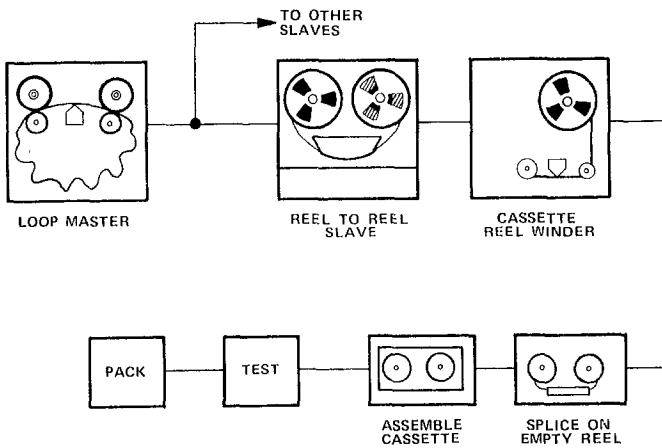 TO OTHER
SLAVES
LOOP MASTER
REEL TO REEL
SLAVE
CASSETTE
REEL WINDER
PACK
TEST
ASSEMBLE
CASSETTE
SPLICE ON
EMPTY REEL